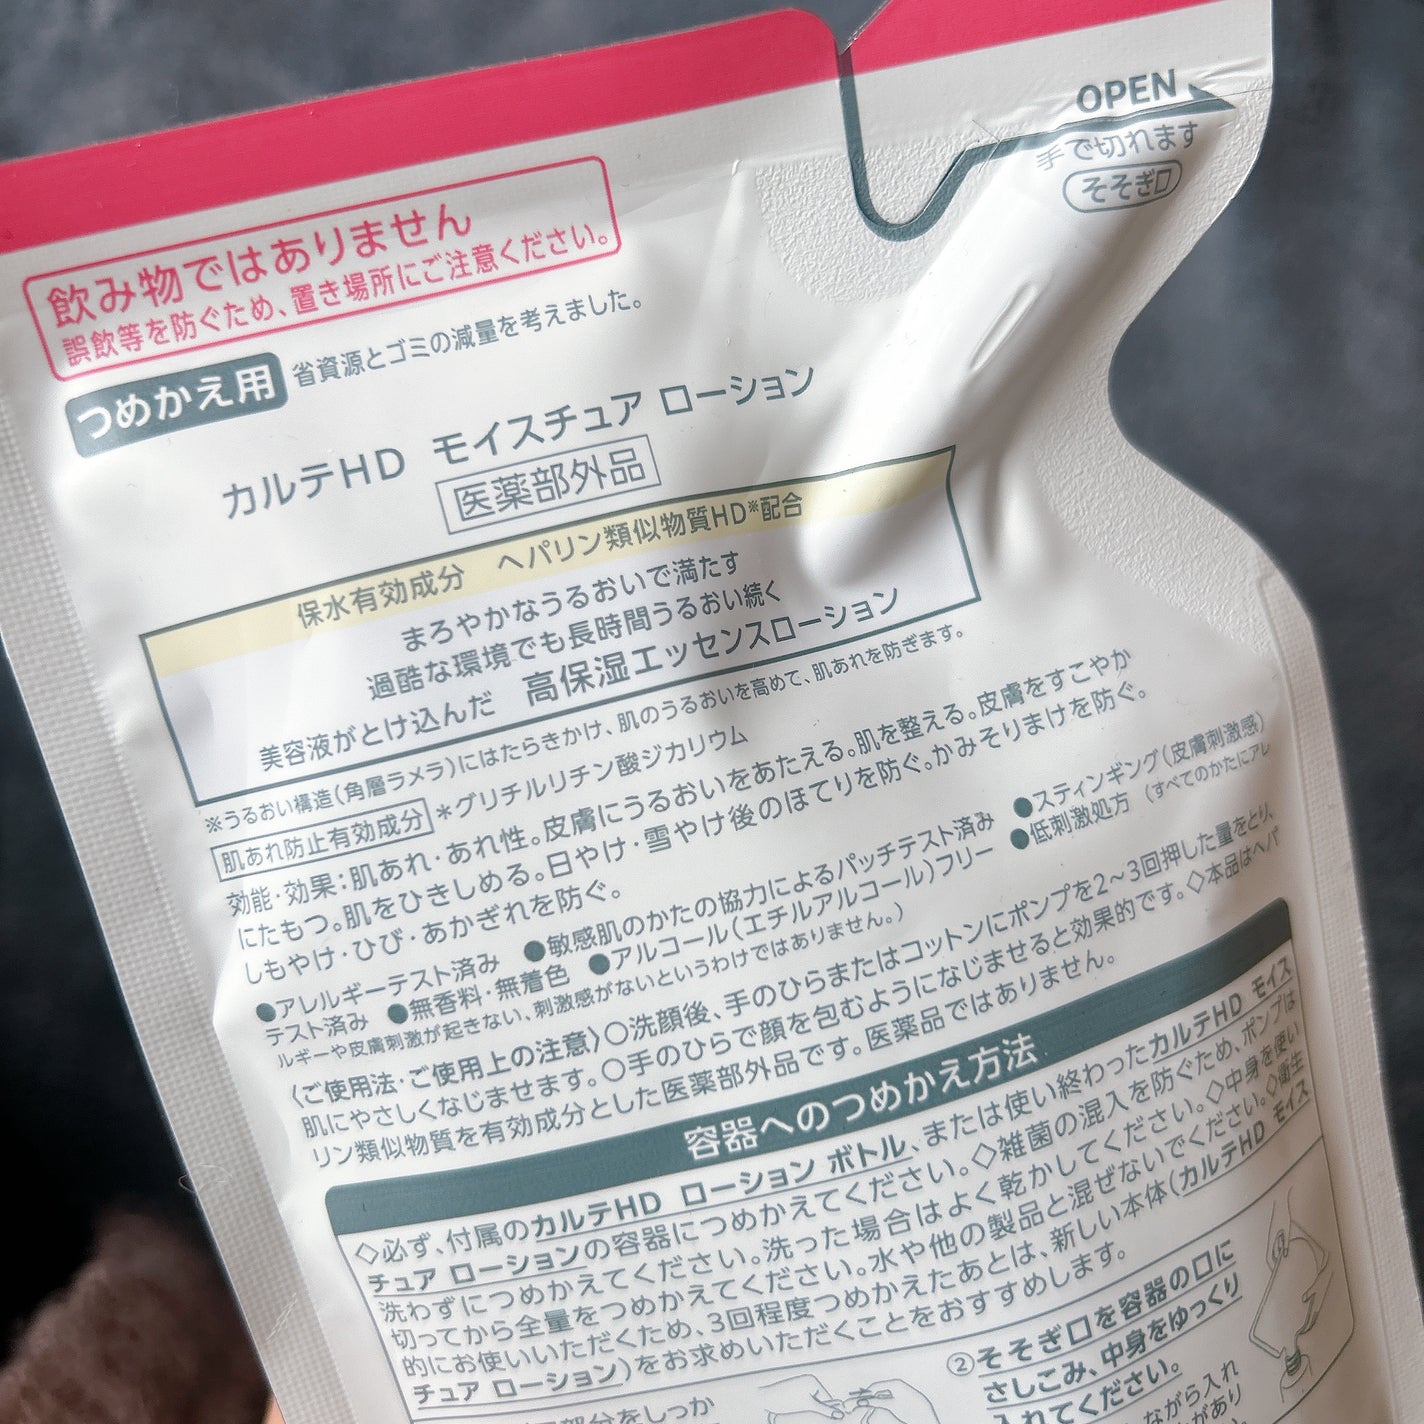 OPEN
手で切れます
そそぎ口
飲み物ではありません
誤飲等を防ぐため、置き場所にご注意ください。
つめかえ用 省資源とゴミの減量を考えました。
カルテHD モイスチュア ローション
医薬部外品
保水有効成分 ヘパリン類似物質HD※配合
まろやかなうるおいで満たす
過酷な環境でも長時間うるおい続く
美容液がとけ込んだ 高保湿エッセンスローション
※うるおい構造(角層ラメラ)にはたらきかけ、肌のうるおいを高めて、肌あれを防ぎます。
肌あれ防止有効成分 *グリチルリチン酸ジカリウム
効能・効果:肌あれ・あれ性。皮膚にうるおいをあたえる。肌を整える。皮膚をすこやか
にたもつ。肌をひきしめる。日やけ・雪やけ後のほてりを防ぐ。かみそりまけを防ぐ。
しもやけ・ひび・あかぎれを防ぐ。
●アレルギーテスト済み ●敏感肌のかたの協力によるパッチテスト済み ●スティンギング(皮膚刺激感)
テスト済み ●無香料・無着色 ●アルコール(エチルアルコール)フリー ●低刺激処方 (すべてのかたにアレ
ルギーや皮膚刺激が起きない、刺激感がないというわけではありません。)
〈ご使用法・ご使用上の注意〉○洗顔後、手のひらまたはコットンにポンプを2~3回押した量をとり、
肌にやさしくなじませます。○手のひらで顔を包むようになじませると効果的です。◇本品はヘパ
リン類似物質を有効成分とした医薬部外品です。医薬品ではありません。
容器へのつめかえ方法
◇必ず、付属のカルテHD ローション ボトル、または使い終わったカルテHD モイス
チュア ローションの容器につめかえてください。◇雑菌の混入を防ぐため、ポンプは
洗わずにつめかえてください。洗った場合はよく乾かしてください。◇中身を使い
切ってから全量をつめかえてください。水や他の製品と混ぜないでください。◇衛生
的にお使いいただくため、3回程度つめかえたあとは、新しい本体(カルテHD モイス
チュア ローション)をお求めいただくことをおすすめします。
部分をしっか
②そそぎ口を容器の口に
さしこみ、中身をゆっくり
入れてください。
ながら入れ
があり